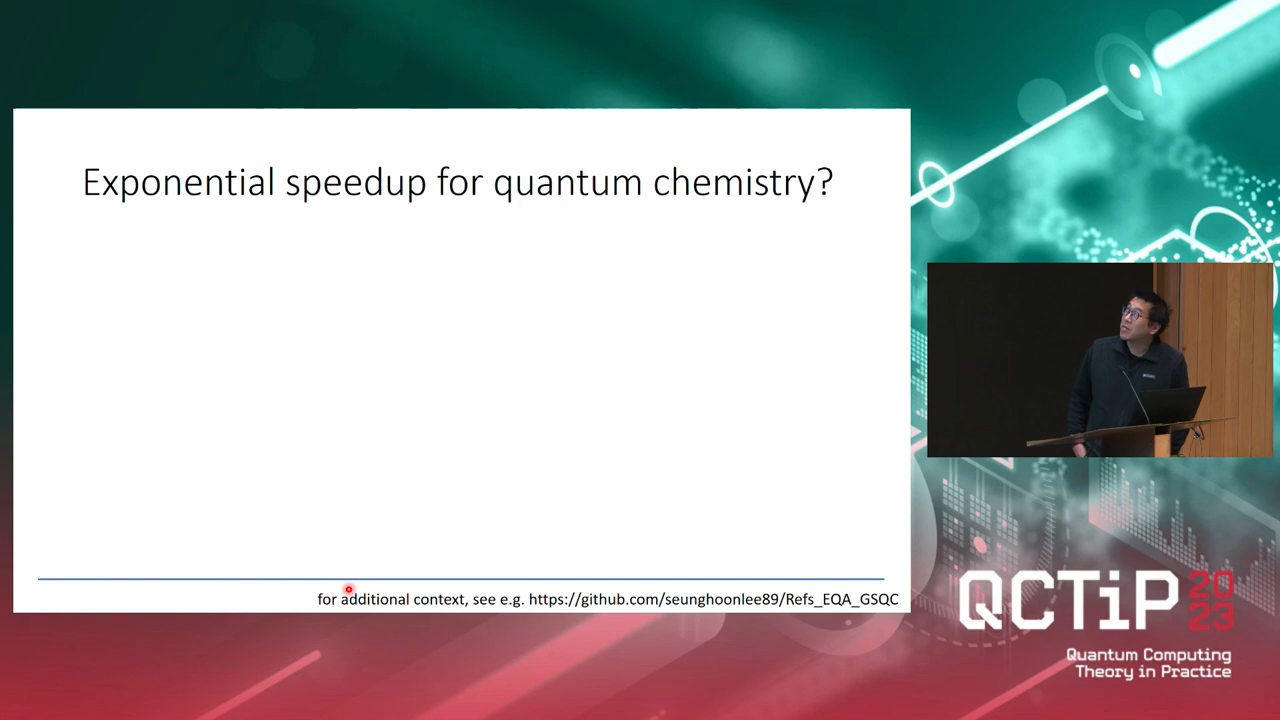 Exponential speedup for quantum chemistry?
for additional context, see e.g. https://github.com/seunghoonlee89/Refs_EQA_GSQC
QCTiP 2023
Quantum Computing
Theory in Practice